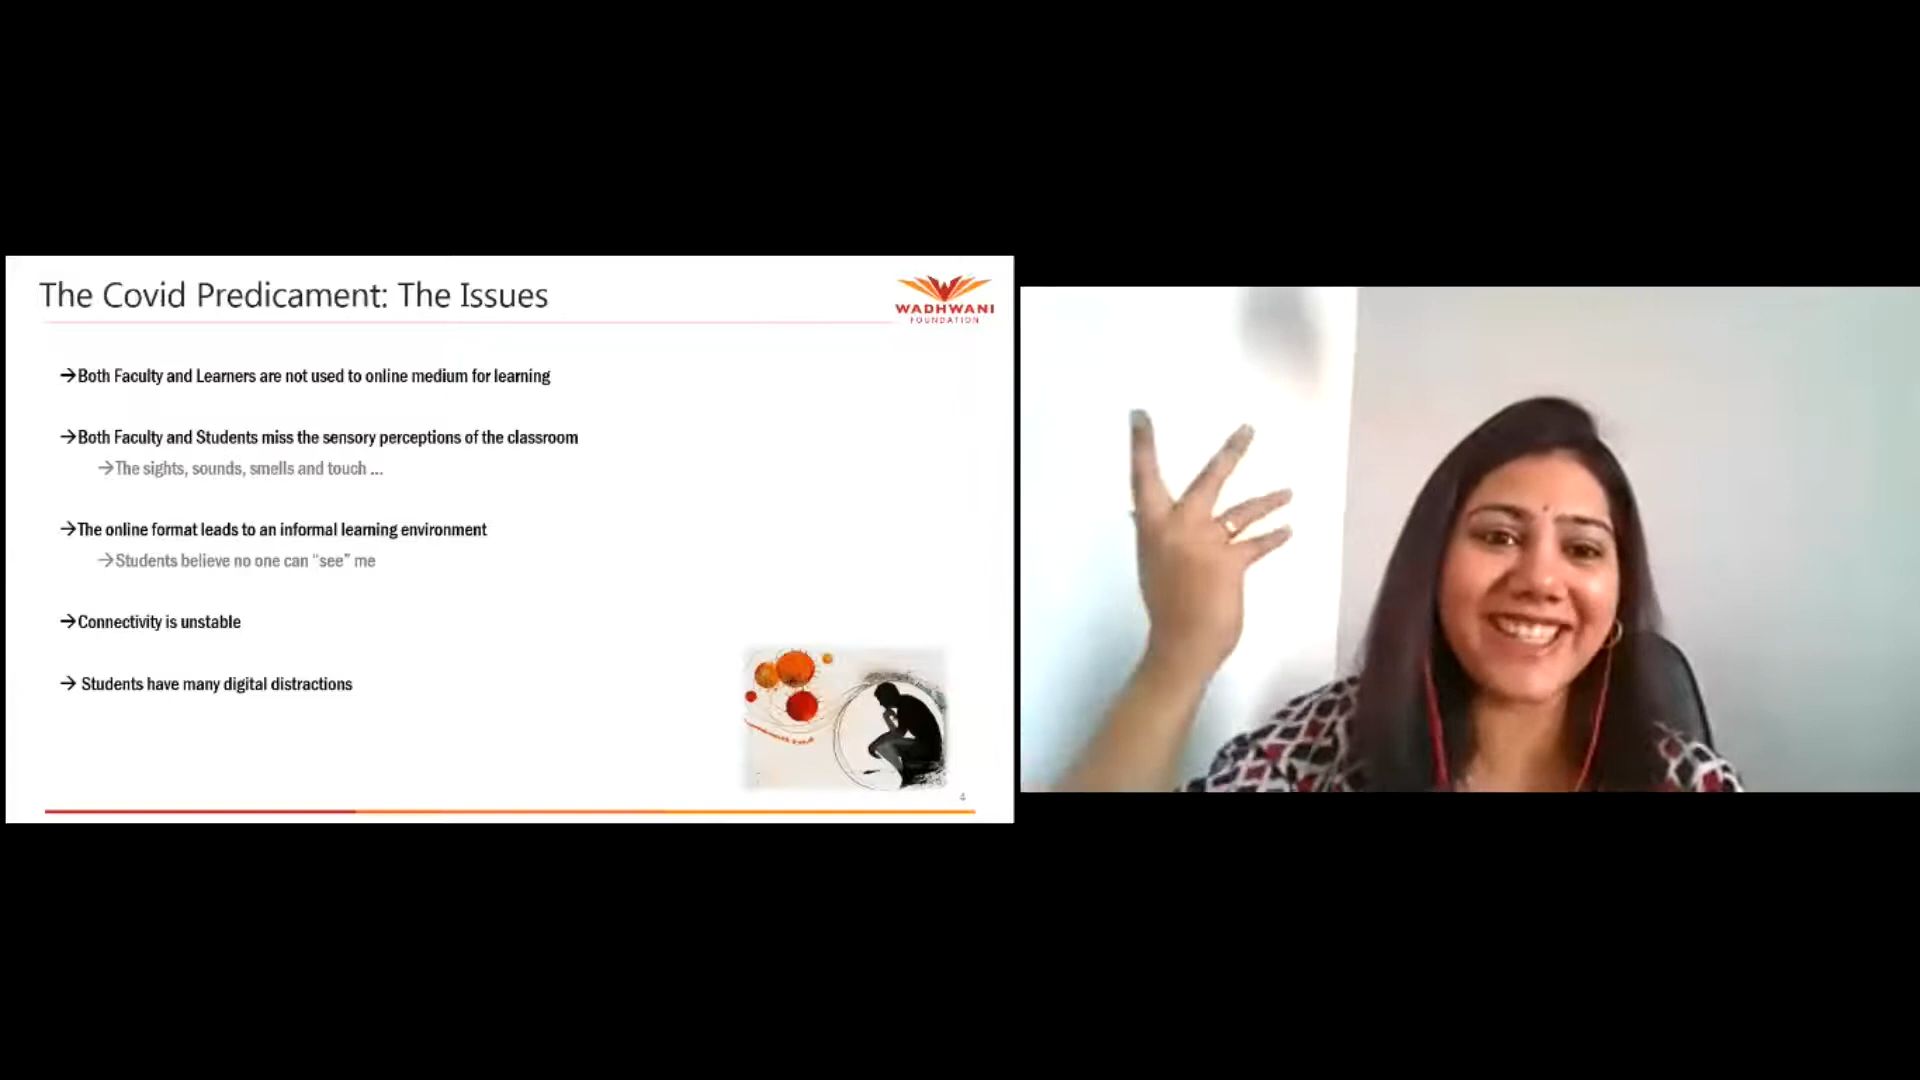 The Covid Predicament: The Issues
WADHWANI
FOUNDATION
→Both Faculty and Learners are not used to online medium for learning
→Both Faculty and Students miss the sensory perceptions of the classroom
→The sights, sounds, smells and touch ...
→The online format leads to an informal learning environment
→Students believe no one can “see” me
→Connectivity is unstable
→ Students have many digital distractions
4